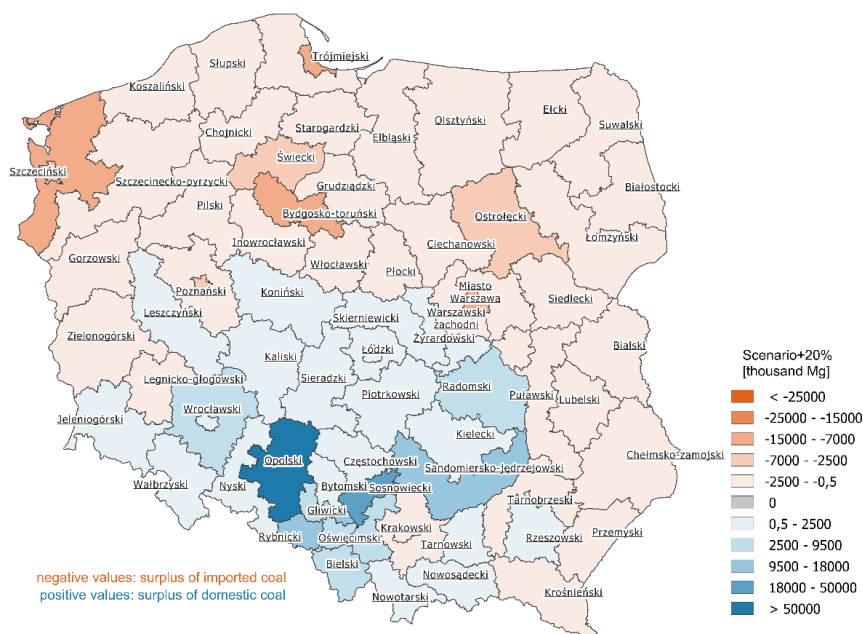 Trójmiejski
Słupski
Koszaliński
Ełcki
Olsztyński
Suwalski
Starogardzki
Chojnicki
Elbląski
Świecki
Szczeciński
Szczecinecko-pyrzycki
Grudziądzki
Białostocki
Pilski
Bydgosko-toruński
Ostrołęcki
Łomżyński
Inowrocławski
Ciechanowski
Gorzowski
Włocławski
Płocki
Poznański
Koniński
Miasto
Warszawa
Siedlecki
Leszczyński
Skierniewicki
Warszawski
zachodni
Żyrardowski
Zielonogórski
Łódzki
Bialski
Kaliski
Legnicko-głogowski
Sieradzki
Radomski
Piotrkowski
Puławski
Lubelski
Wrocławski
Jeleniogórski
Kielecki
Chełmsko-zamojski
Opolski
Częstochowski
Sandomiersko-jędrzejowski
Wałbrzyski
Nyski
Bytomski
Sosnowiecki
Tarnobrzeski
Gliwicki
Krakowski
Przemyski
Rybnicki
Oświęcimski
Tarnowski
Rzeszowski
Bielski
Nowosądecki
Nowotarski
Krośnieński
Scenario+20%
[thousand Mg]
< -25000
-25000 - -15000
-15000 - -7000
-7000 - -2500
-2500 - -0,5
0
0,5 - 2500
2500 - 9500
9500 - 18000
18000 - 50000
> 50000
negative values: surplus of imported coal
positive values: surplus of domestic coal